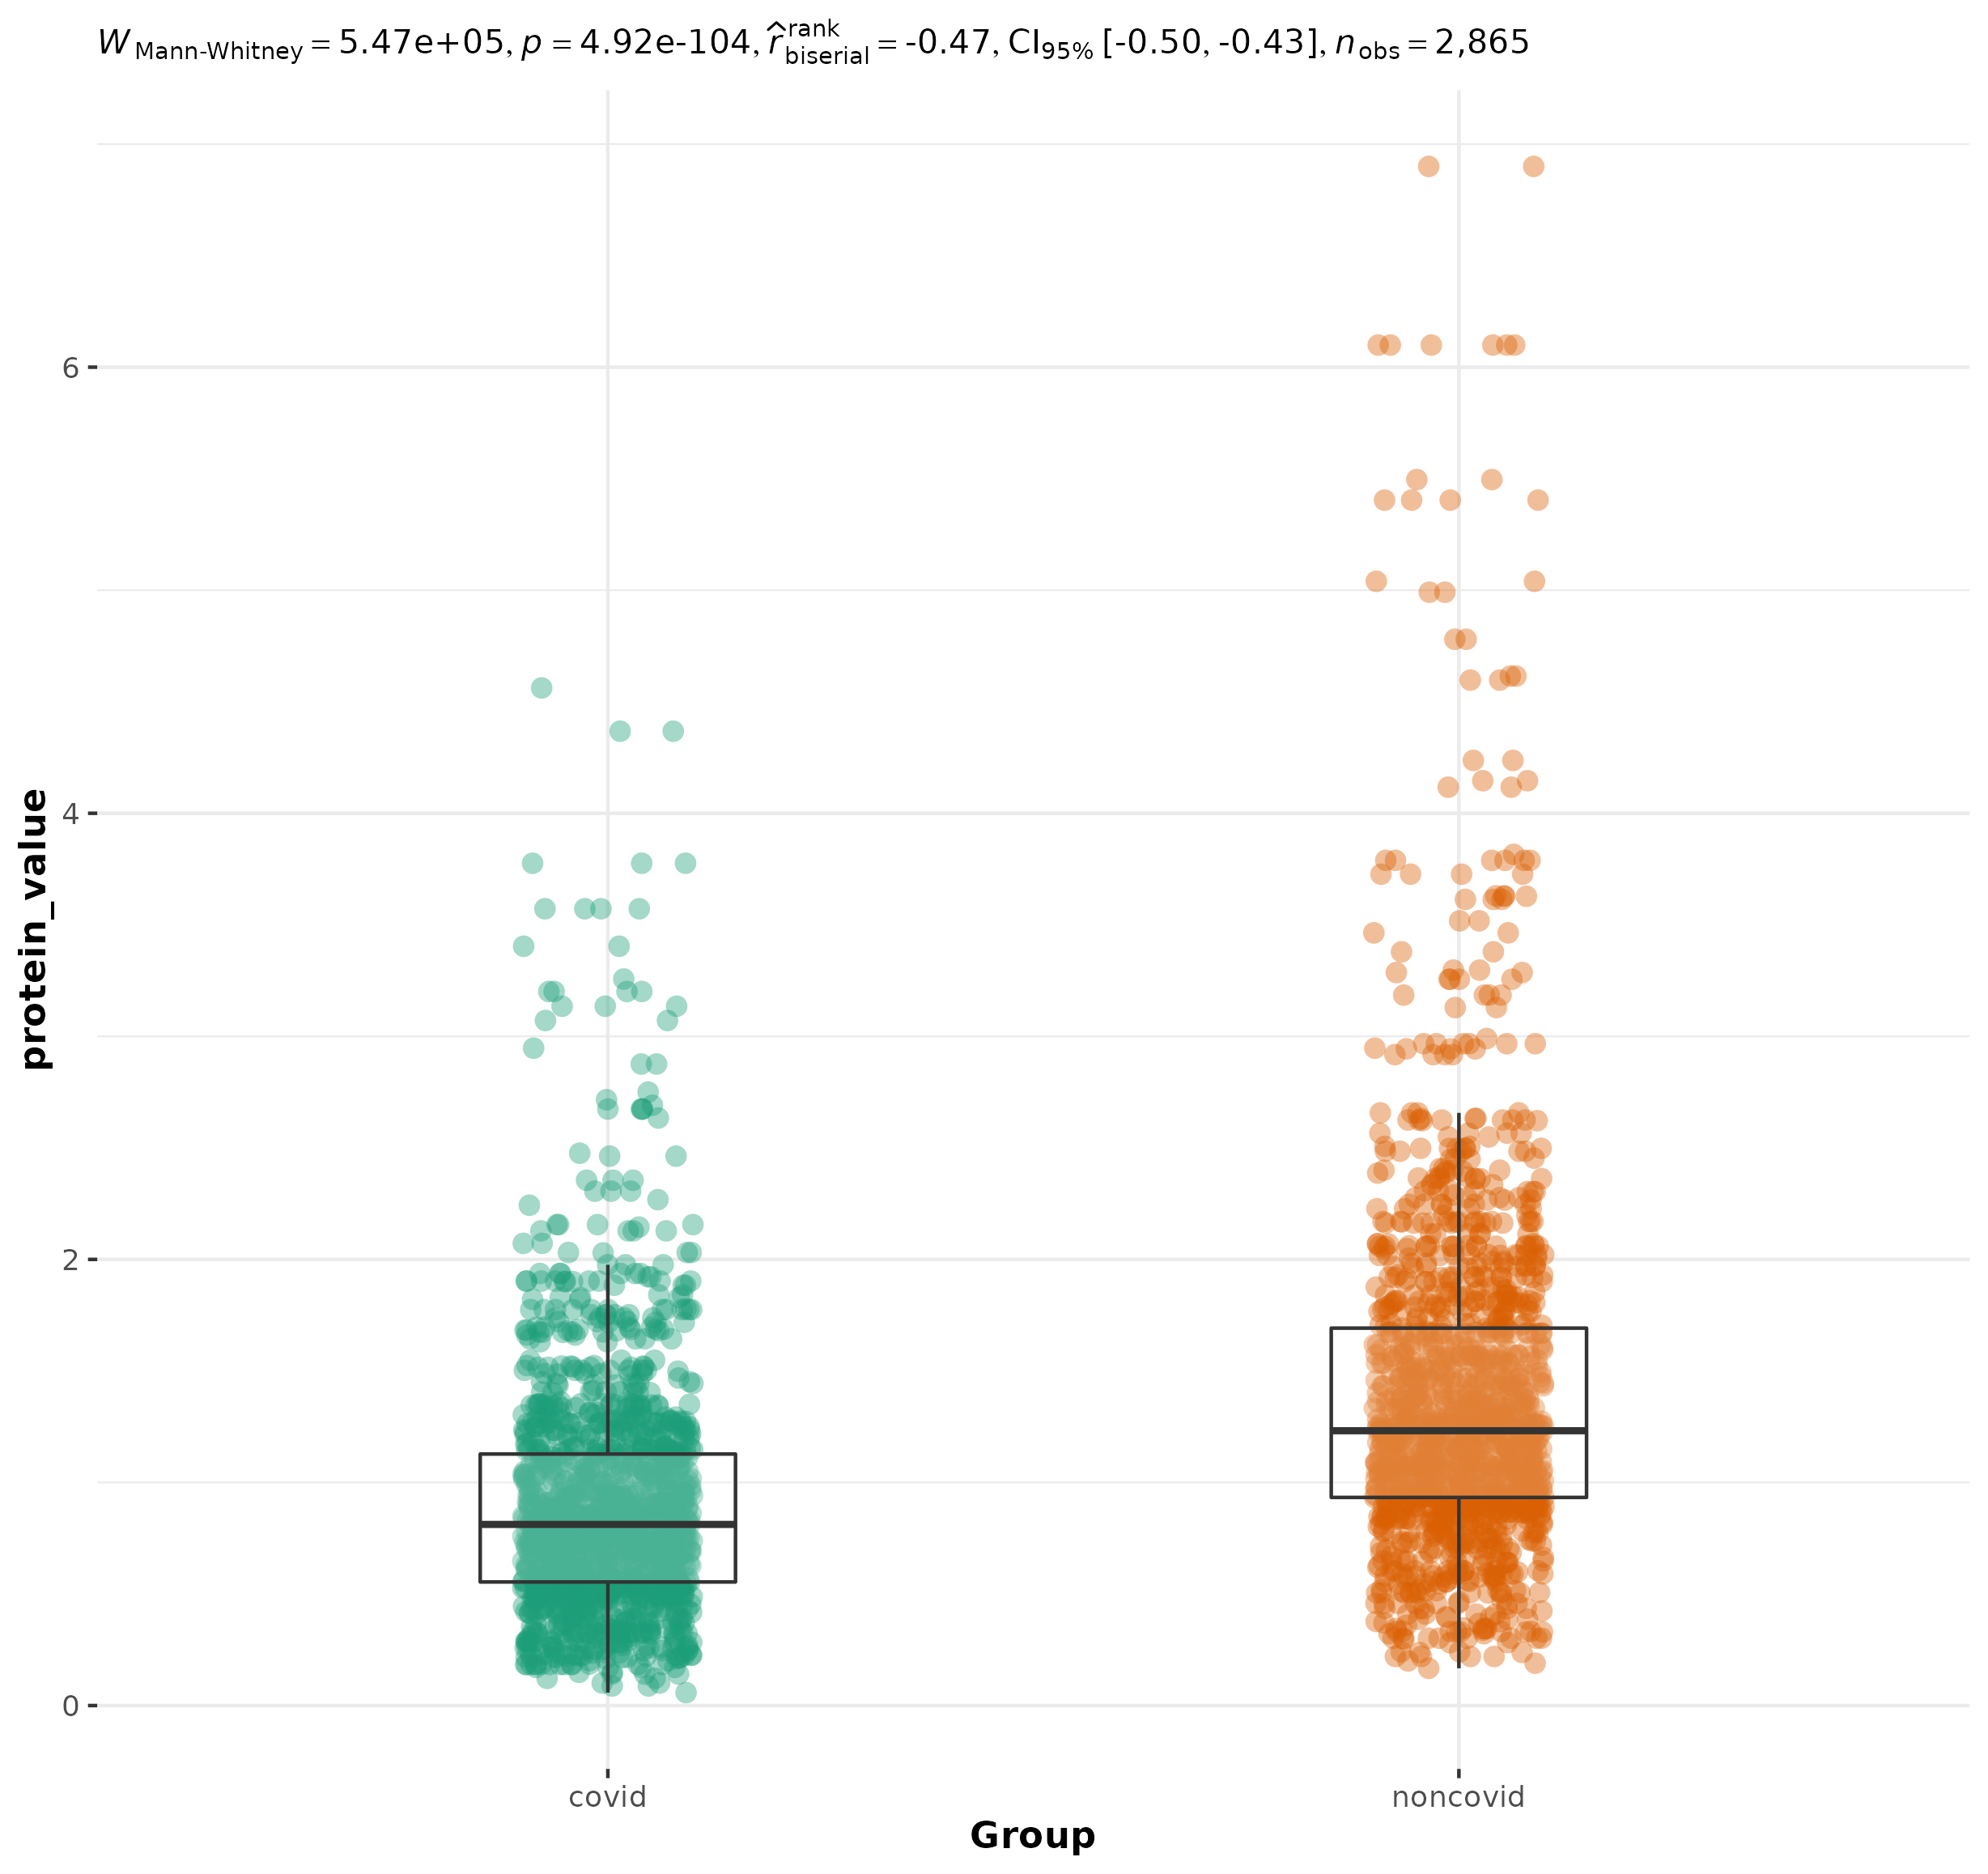 W Mann-Whitney = 5.47e+05, p = 4.92e-104, r̂ rank biserial = -0.47, CI95% [-0.50, -0.43], nobs = 2,865
6
4
2
0
protein_value
covid noncovid
Group